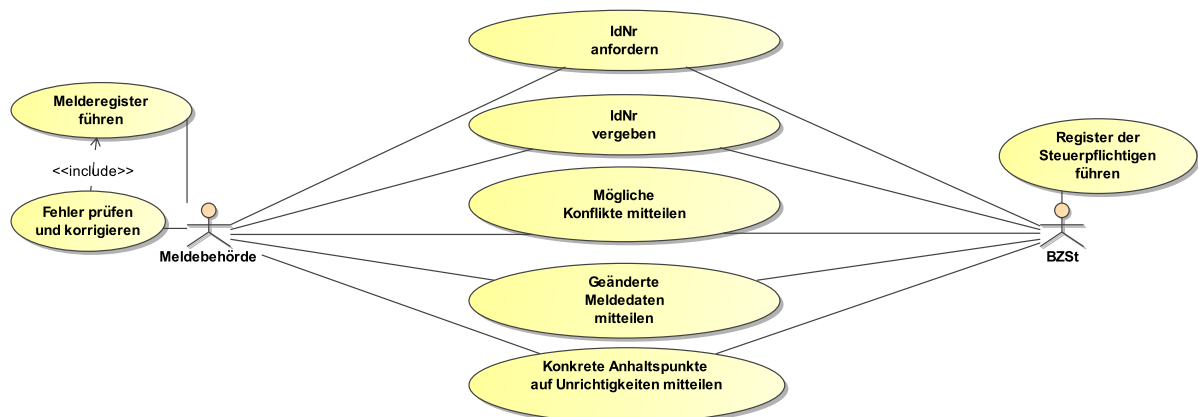 IdNr
anfordern
Melderegister
führen
<<include>>
Fehler prüfen
und korrigieren
Meldebehörde
IdNr
vergeben
Mögliche
Konflikte mitteilen
Geänderte
Meldedaten
mitteilen
Konkrete Anhaltspunkte
auf Unrichtigkeiten mitteilen
Register der
Steuerpflichtigen
führen
BZSt